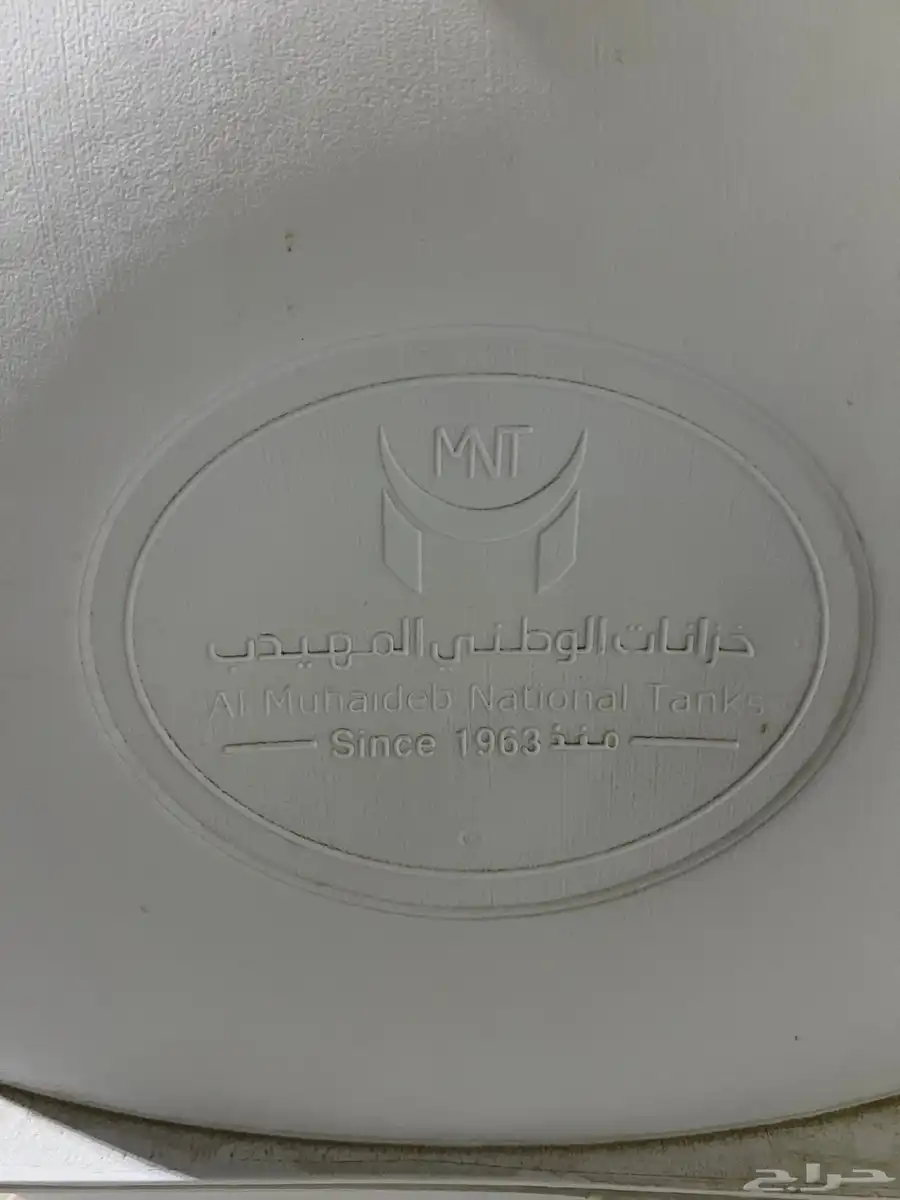 MNT
خزانات الوطني المهيدب
Al Muhaideb National Tanks
Since 1963 منذ
حراج